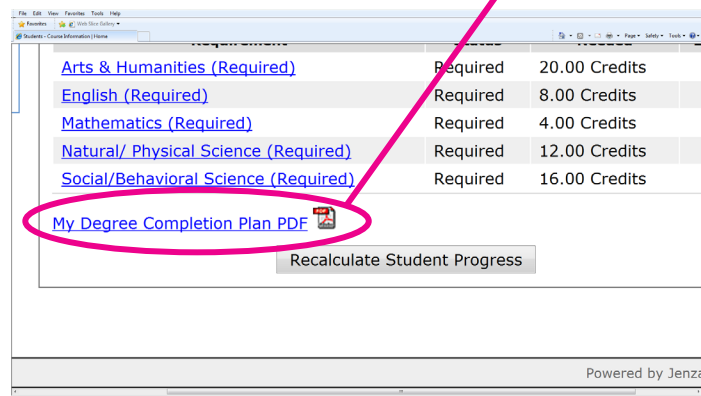 File Edit View Favorites Tools Help
Favorites Web Slice Gallery
Students - Course Information | Home Page Safety Tools
Requirement Status Needed
Arts & Humanities (Required) Required 20.00 Credits
English (Required) Required 8.00 Credits
Mathematics (Required) Required 4.00 Credits
Natural/ Physical Science (Required) Required 12.00 Credits
Social/Behavioral Science (Required) Required 16.00 Credits
My Degree Completion Plan PDF
Recalculate Student Progress
Powered by Jenza